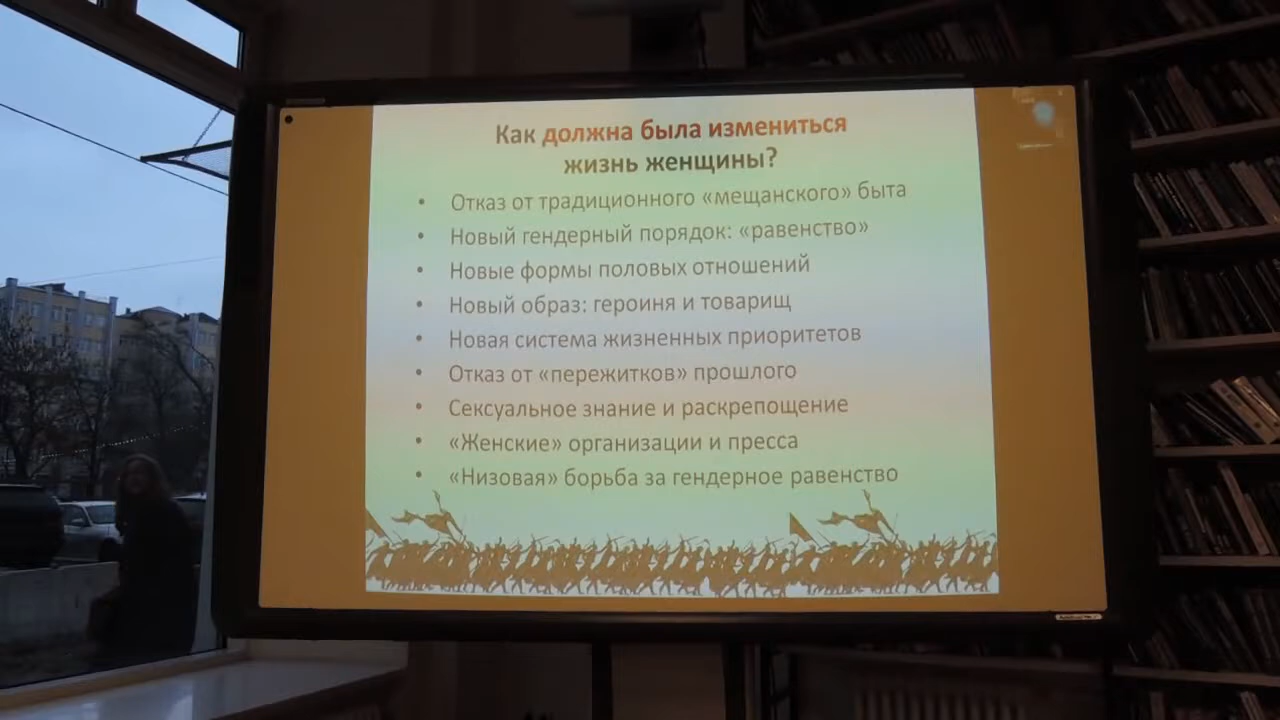 Как должна была измениться
жизнь женщины?
• Отказ от традиционного «мещанского» быта
• Новый гендерный порядок: «равенство»
• Новые формы половых отношений
• Новый образ: героиня и товарищ
• Новая система жизненных приоритетов
• Отказ от «пережитков» прошлого
• Сексуальное знание и раскрепощение
• «Женские» организации и пресса
• «Низовая» борьба за гендерное равенство